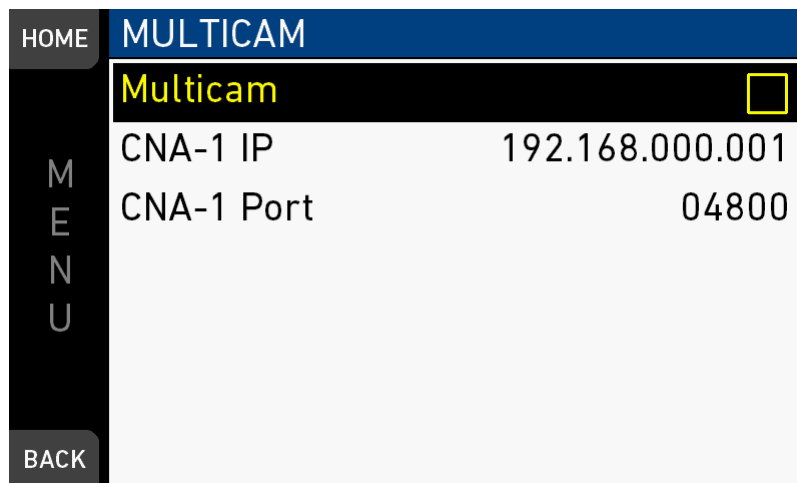 HOME
MULTICAM
Multicam
CNA-1 IP 192.168.000.001
CNA-1 Port 04800
MENU
BACK